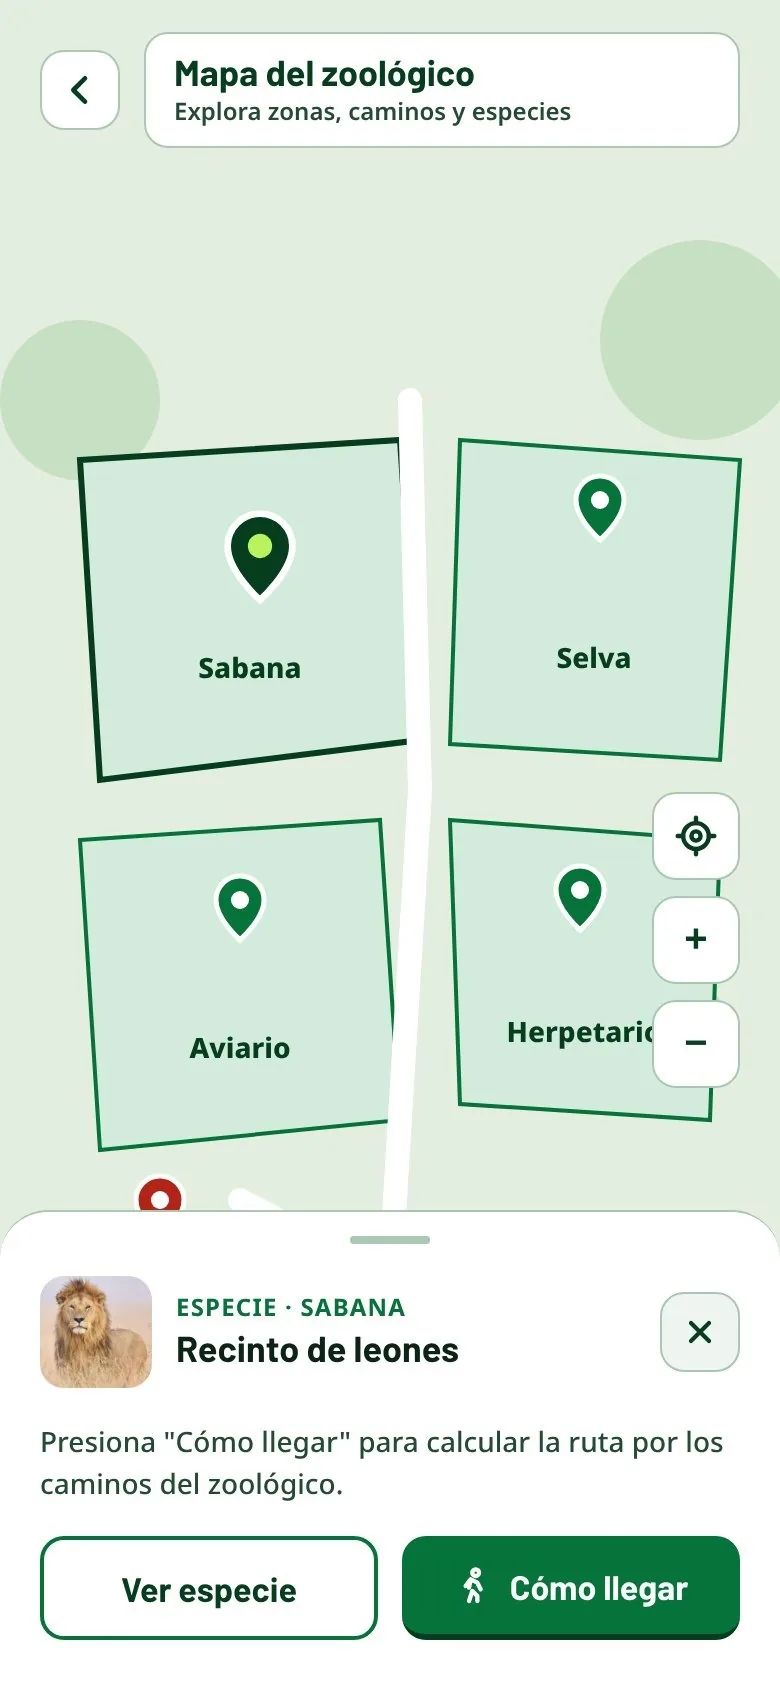 Mapa del zoológico
Explora zonas, caminos y especies
Sabana
Selva
Aviario
Herpetario
+
−
ESPECIE · SABANA
Recinto de leones
Presiona "Cómo llegar" para calcular la ruta por los
caminos del zoológico.
Ver especie
Cómo llegar